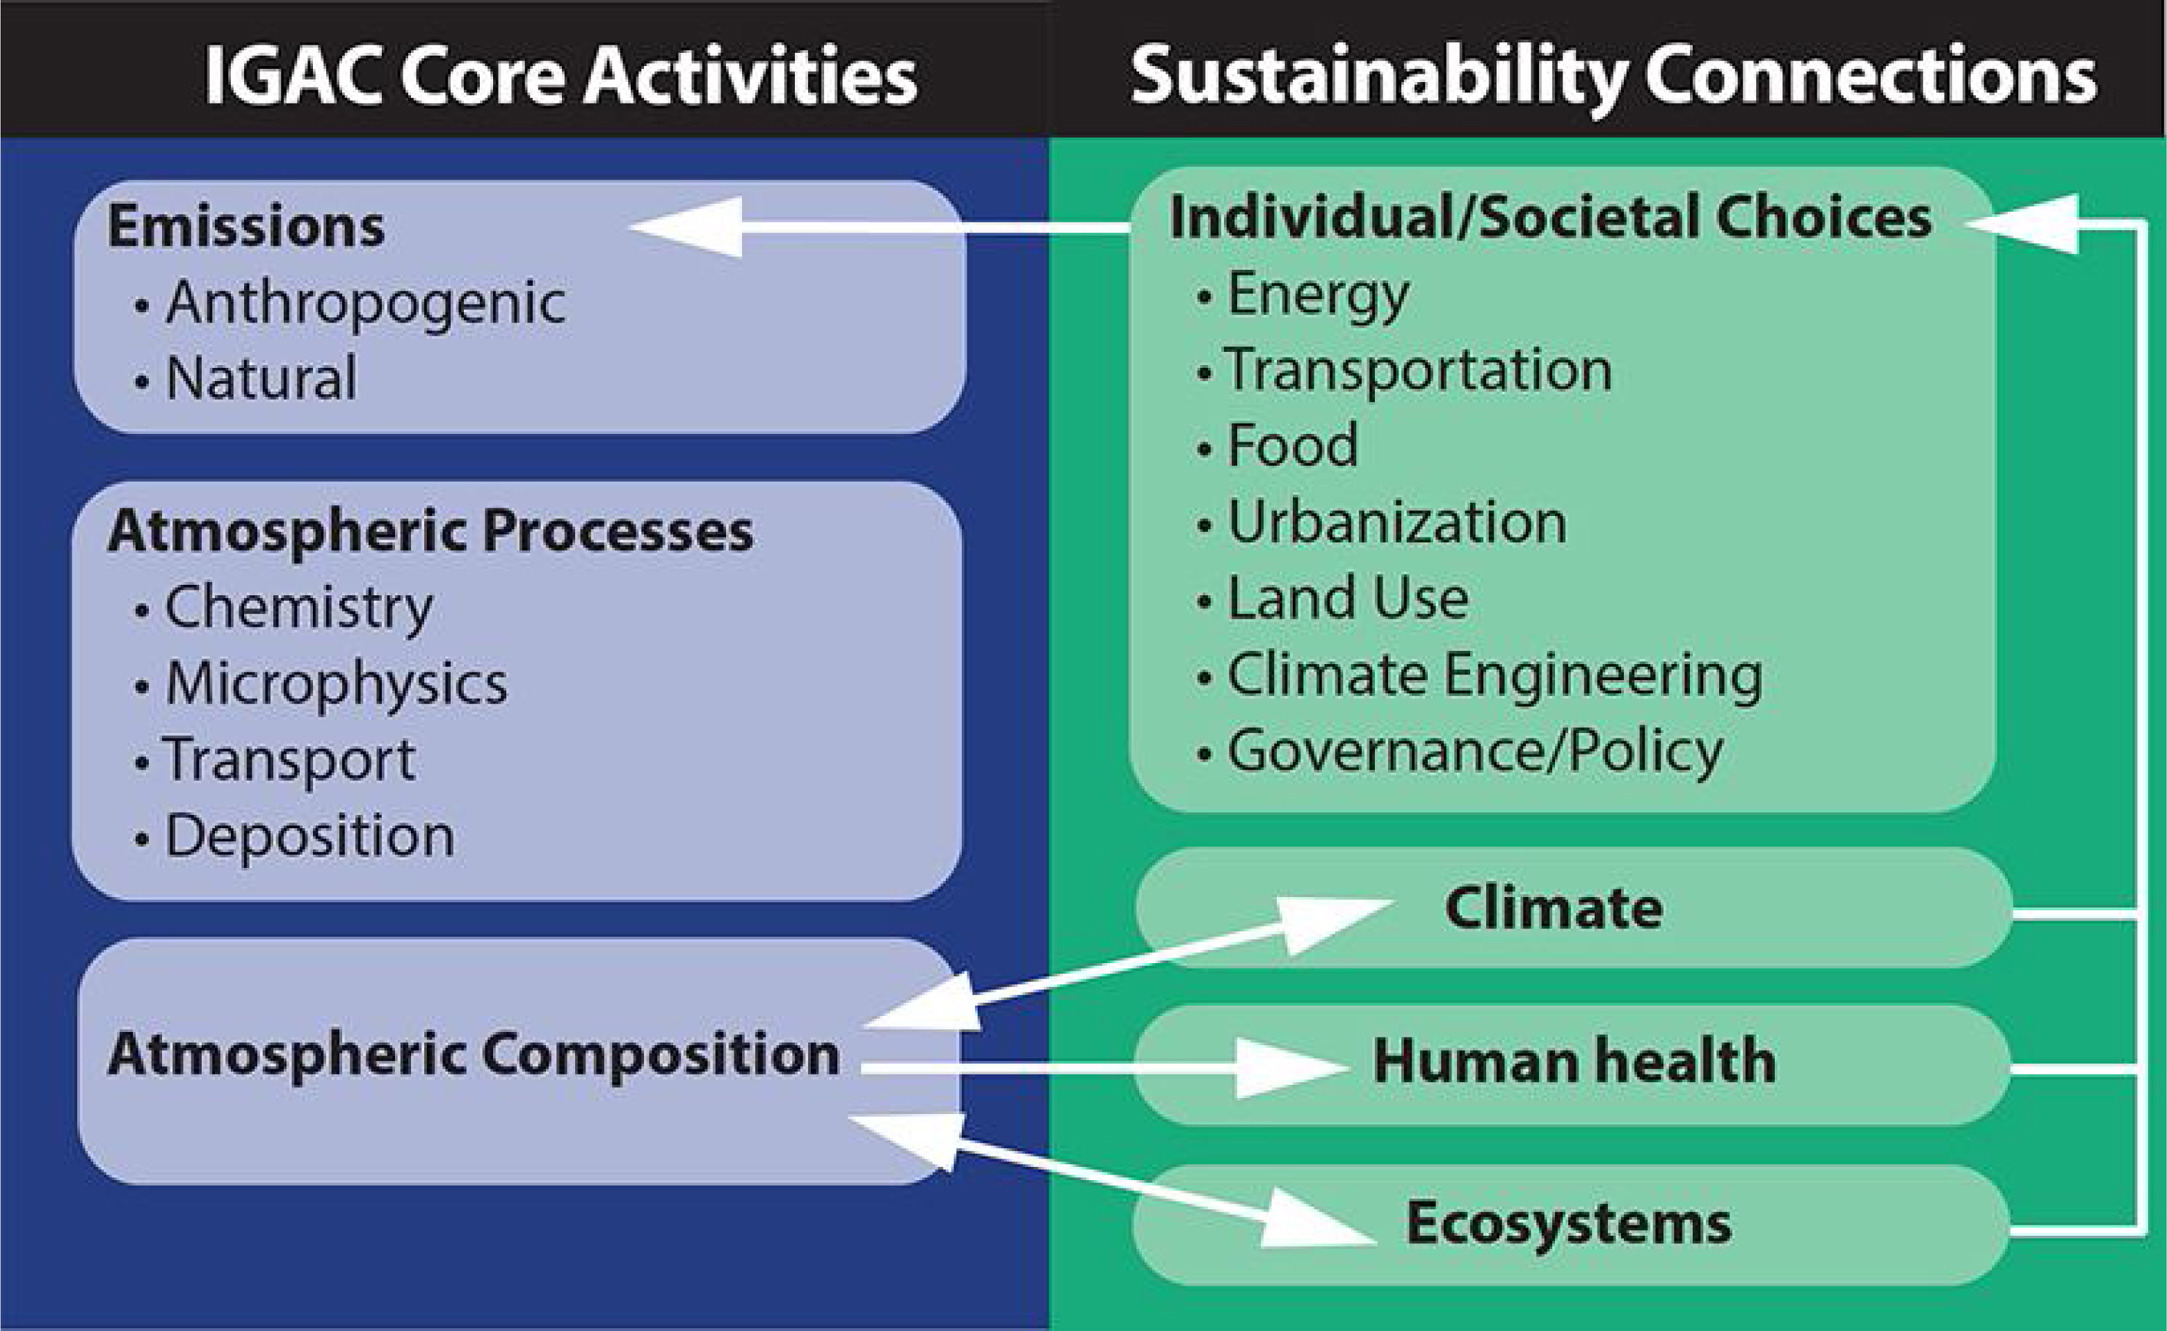 IGAC Core Activities
Emissions
• Anthropogenic
• Natural
Atmospheric Processes
• Chemistry
• Microphysics
• Transport
• Deposition
Atmospheric Composition
Sustainability Connections
Individual/Societal Choices
• Energy
• Transportation
• Food
• Urbanization
• Land Use
• Climate Engineering
• Governance/Policy
Climate
Human health
Ecosystems